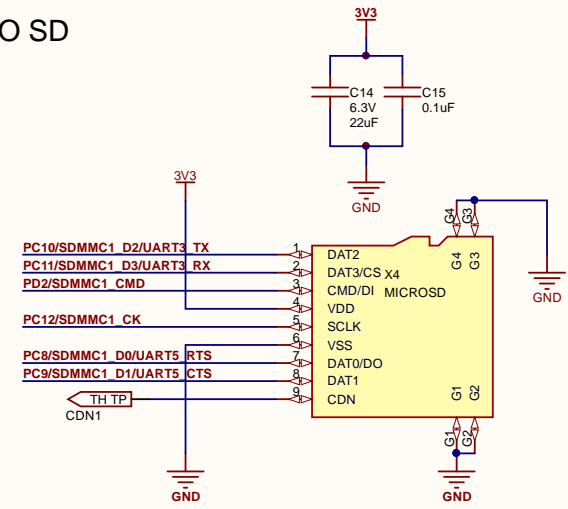 O SD
3V3
C14
6.3V
22uF
C15
0.1uF
GND
3V3
G4
G3
GND
PC10/SDMMC1_D2/UART3_TX
1
DAT2
PC11/SDMMC1_D3/UART3_RX
2
DAT3/CS
PD2/SDMMC1_CMD
3
CMD/DI
4
VDD
PC12/SDMMC1_CK
5
SCLK
6
VSS
PC8/SDMMC1_D0/UART5_RTS
7
DAT0/DO
PC9/SDMMC1_D1/UART5_CTS
8
DAT1
9
CDN
X4
MICROSD
G4
G3
G1
G2
TH TP
CDN1
G1
G2
GND
GND